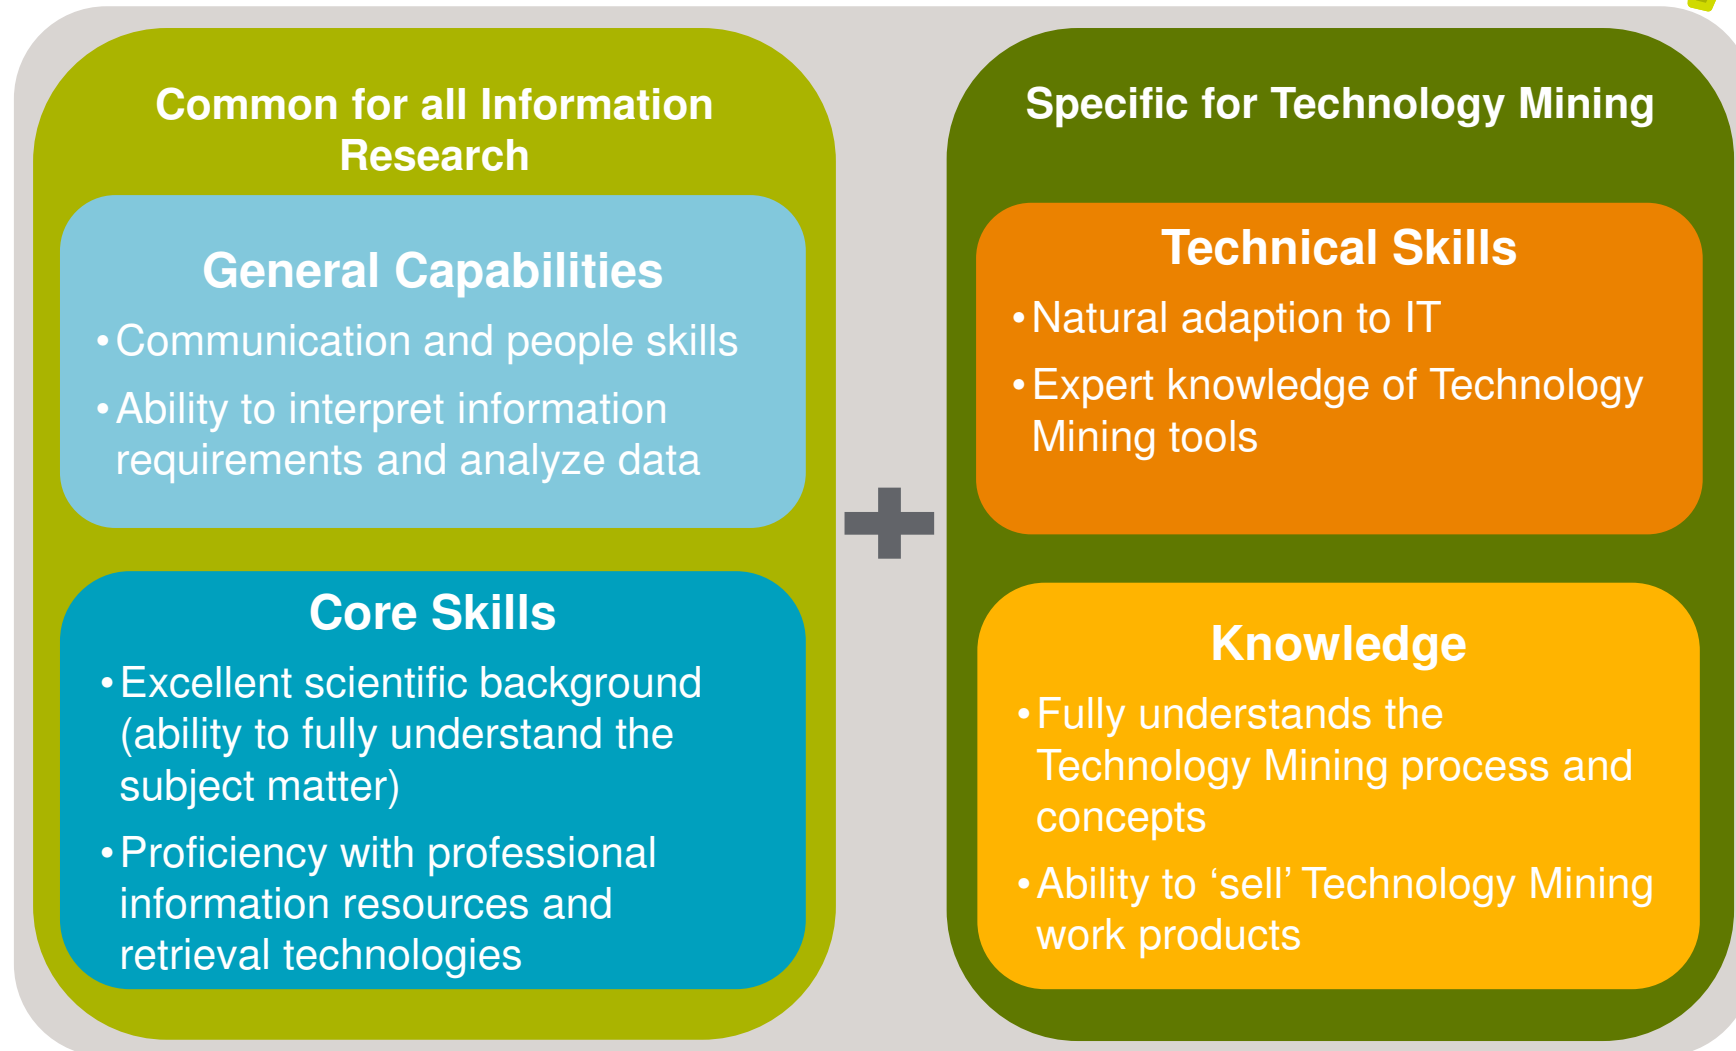 Common for all Information
Research
General Capabilities
•Communication and people skills
•Ability to interpret information
requirements and analyze data
Core Skills
•Excellent scientific background
(ability to fully understand the
subject matter)
•Proficiency with professional
information resources and
retrieval technologies
Specific for Technology Mining
Technical Skills
•Natural adaption to IT
•Expert knowledge of Technology
Mining tools
Knowledge
•Fully understands the
Technology Mining process and
concepts
•Ability to ‘sell’ Technology Mining
work products